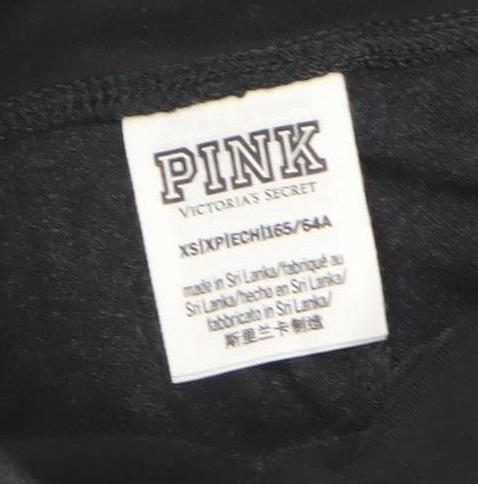 PINK
VICTORIA'S SECRET
XS|XP|ECH|165/64A
made in Sri Lanka/fabriqué au
Sri Lanka/hecho en Sri Lanka/
fabbricato in Sri Lanka/
斯里兰卡制造